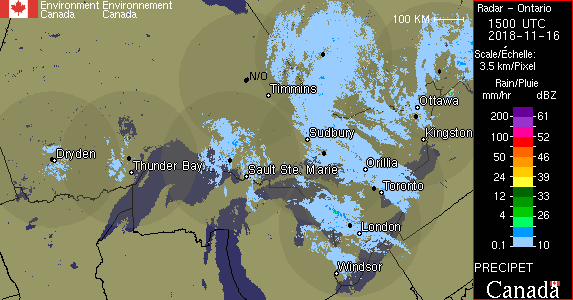 Environment Environnement
Canada Canada
Radar - Ontario
1500 UTC
2018-11-16
Scale/Échelle:
3.5 km/Pixel
Rain/Pluie
mm/hr dBZ
200 61
100 52
50 46
24 39
12 34
4 26
0.1 10
PRECIPET
Canada
100 KM
N/O
Timmins
Ottawa
Sudbury
Kingston
Dryden
Thunder Bay
Sault Ste. Marie
Orillia
Toronto
London
Windsor